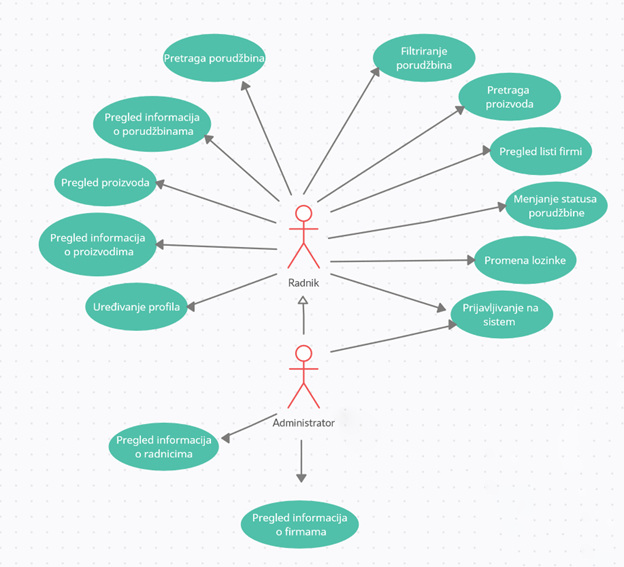 Pretraga porudžbina
Filtriranje
porudžbina
Pretraga
proizvoda
Pregled informacija
o porudžbinama
Pregled listi firmi
Pregled proizvoda
Menjanje statusa
porudžbine
Pregled informacija
o proizvodima
Promena lozinke
Radnik
Uređivanje profila
Prijavljivanje na
sistem
Administrator
Pregled informacija
o radnicima
Pregled informacija
o firmama